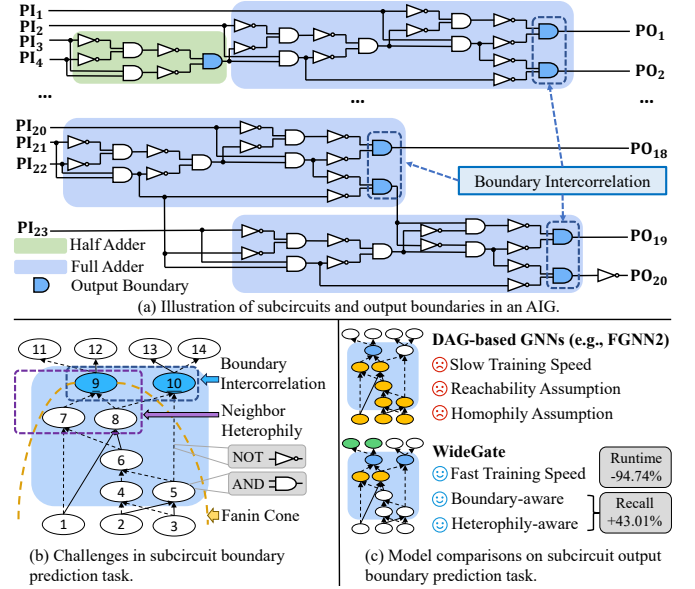 PI1
PI2
PI3
PI4
PO1
PO2
...
...
...
PI20
PI21
PI22
PO18
Boundary Intercorrelation
PI23
PO19
PO20
Half Adder
Full Adder
Output Boundary
(a) Illustration of subcircuits and output boundaries in an AIG.
11 12 13 14
9 10
7 8
6
4 5
1 2 3
Boundary
Intercorrelation
Neighbor
Heterophily
NOT
AND
Fanin Cone
(b) Challenges in subcircuit boundary
prediction task.
DAG-based GNNs (e.g., FGNN2)
Slow Training Speed
Reachability Assumption
Homophily Assumption
WideGate
Fast Training Speed
Boundary-aware
Heterophily-aware
Runtime
-94.74%
Recall
+43.01%
(c) Model comparisons on subcircuit output
boundary prediction task.